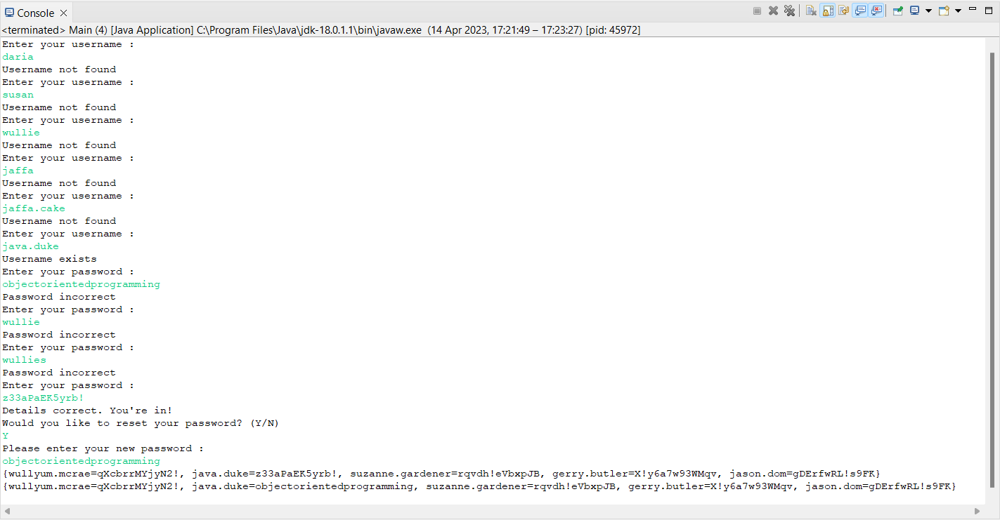 Console
<terminated> Main (4) [Java Application] C:\Program Files\Java\jdk-18.0.1.1\bin\javaw.exe (14 Apr 2023, 17:21:49 – 17:23:27) [pid: 45972]
Enter your username :
daria
Username not found
Enter your username :
susan
Username not found
Enter your username :
wullie
Username not found
Enter your username :
jaffa
Username not found
Enter your username :
jaffa.cake
Username not found
Enter your username :
java.duke
Username exists
Enter your password :
objectorientedprogramming
Password incorrect
Enter your password :
wullie
Password incorrect
Enter your password :
wullies
Password incorrect
Enter your password :
z33aPaEK5yrb!
Details correct. You're in!
Would you like to reset your password? (Y/N)
Y
Please enter your new password :
objectorientedprogramming
{wullyum.mcrae=qXcbrrMYjyN2!, java.duke=z33aPaEK5yrb!, suzanne.gardener=rqvdh!eVbxpJB, gerry.butler=X!y6a7w93WMqv, jason.dom=gDErfwRL!s9FK}
{wullyum.mcrae=qXcbrrMYjyN2!, java.duke=objectorientedprogramming, suzanne.gardener=rqvdh!eVbxpJB, gerry.butler=X!y6a7w93WMqv, jason.dom=gDErfwRL!s9FK}